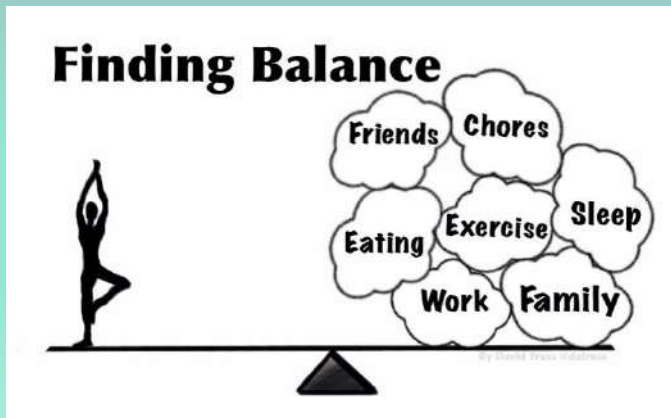 Finding Balance
Friends
Chores
Eating
Exercise
Sleep
Work
Family